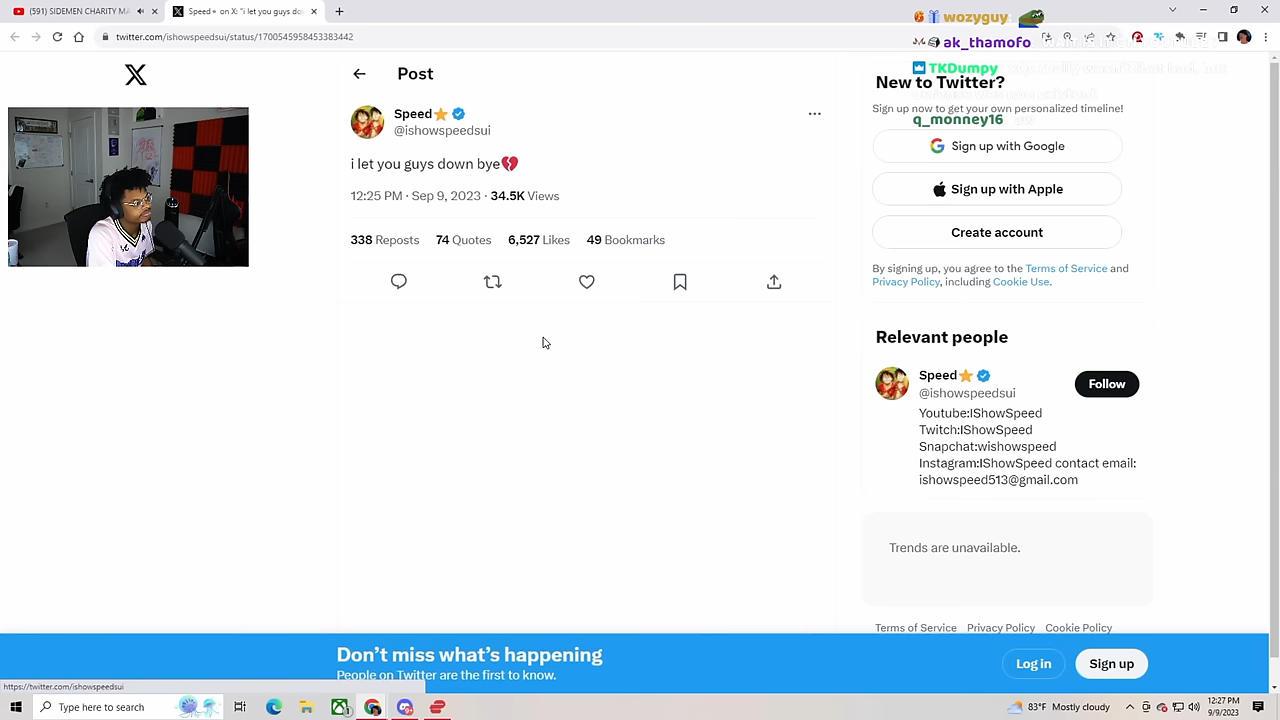 (591) SIDEMEN CHARITY MA
Speed⭐ on X: "i let you guys do
twitter.com/ishowspeedsui/status/1700545958453383442
wozyguy
ak_thamofo
TKDumpy
q_monney16
Post
Speed⭐
@ishowspeedsui
i let you guys down bye💔
12:25 PM · Sep 9, 2023 · 34.5K Views
338 Reposts 74 Quotes 6,527 Likes 49 Bookmarks
New to Twitter?
Sign up now to get your own personalized timeline!
Sign up with Google
Sign up with Apple
Create account
By signing up, you agree to the Terms of Service and
Privacy Policy, including Cookie Use.
Relevant people
Speed⭐
@ishowspeedsui
Follow
Youtube:IShowSpeed
Twitch:IShowSpeed
Snapchat:wishowspeed
Instagram:IShowSpeed contact email:
ishowspeed513@gmail.com
Trends are unavailable.
Terms of Service Privacy Policy Cookie Policy
Don't miss what's happening
People on Twitter are the first to know.
Log in
Sign up
https://twitter.com/ishowspeedsui
Type here to search
83°F Mostly cloudy
12:27 PM
9/9/2023